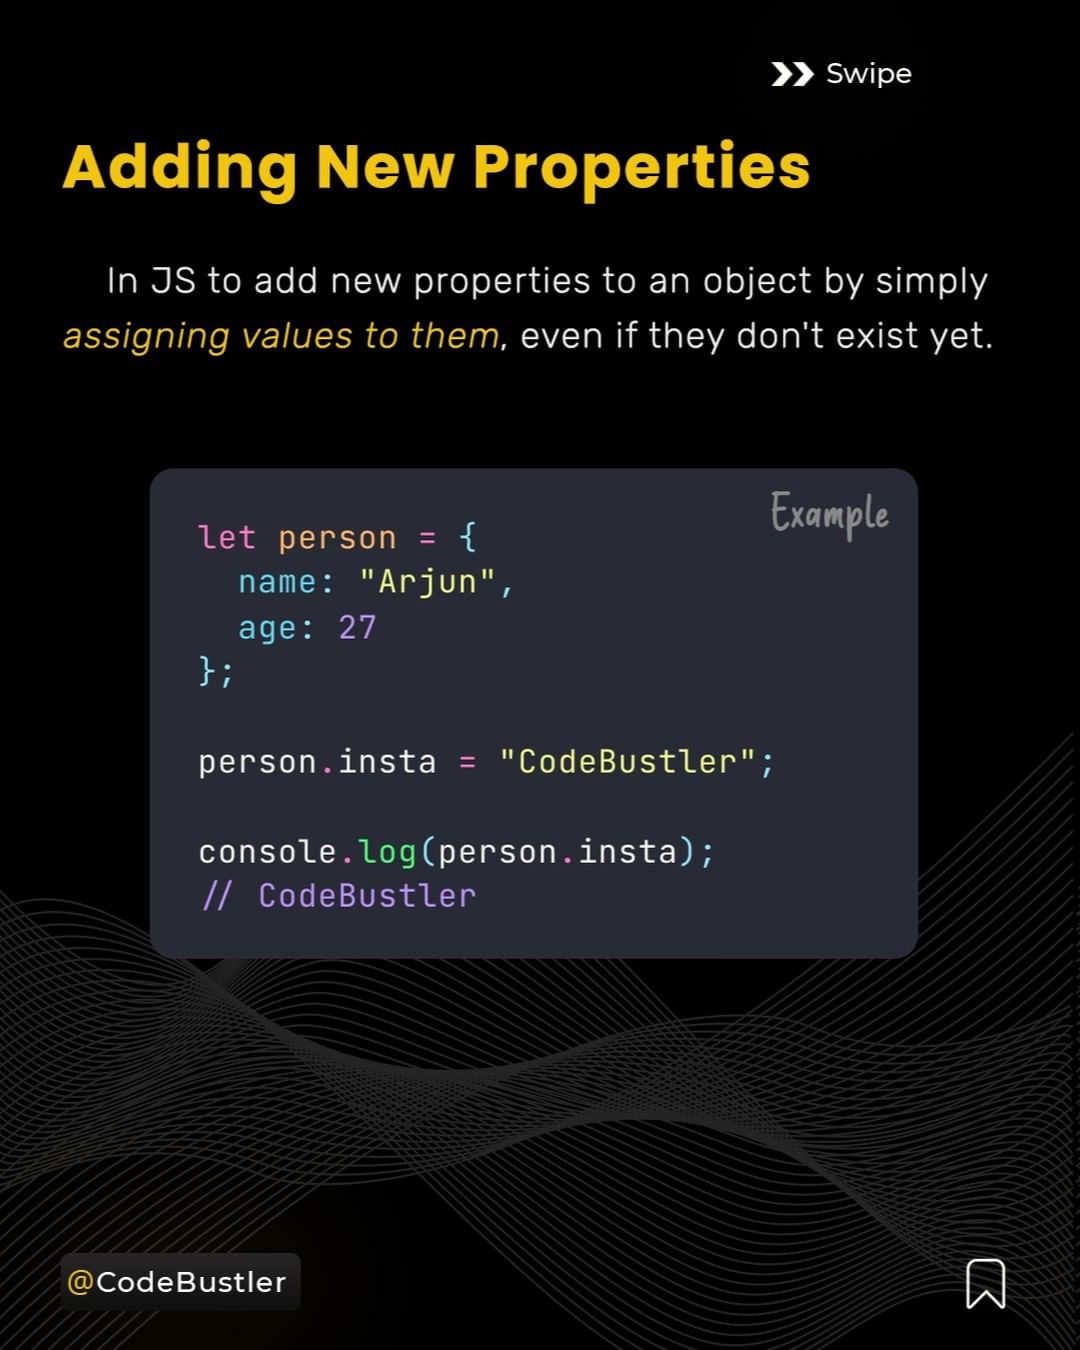 Swipe
Adding New Properties
In JS to add new properties to an object by simply
assigning values to them, even if they don't exist yet.
Example
let person = {
  name: "Arjun",
  age: 27
};
person.insta = "CodeBustler";
console.log(person.insta);
// CodeBustler
@CodeBustler